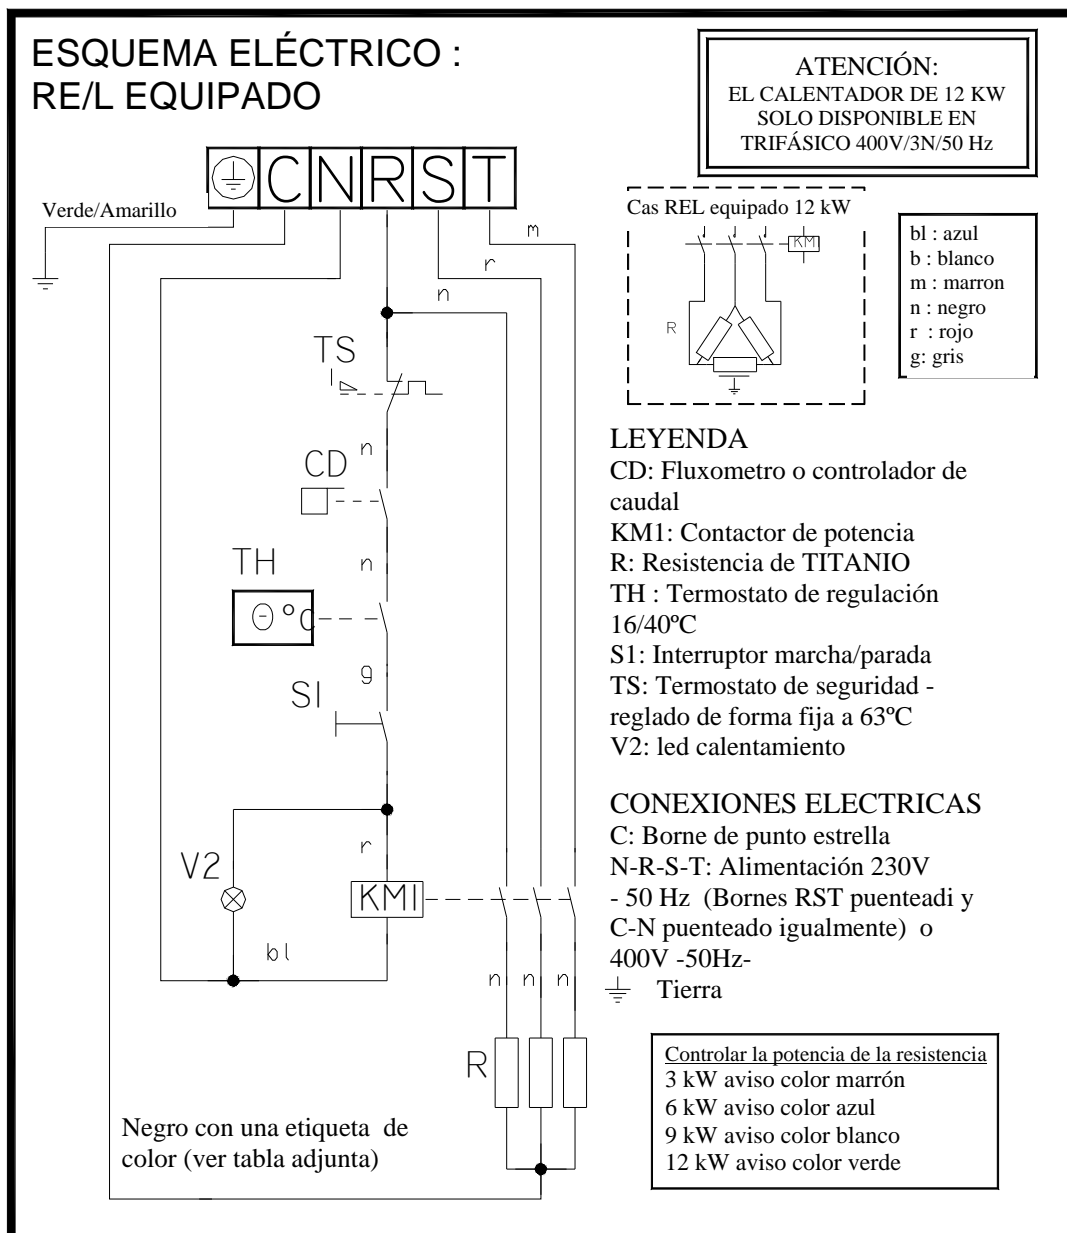 ESQUEMA ELÉCTRICO :
RE/L EQUIPADO
ATENCIÓN:
EL CALENTADOR DE 12 KW
SOLO DISPONIBLE EN
TRIFÁSICO 400V/3N/50 Hz
C N R S T
Verde/Amarillo
m
r
n
Cas REL equipado 12 kW
KM1
R
bl : azul
b : blanco
m : marron
n : negro
r : rojo
g: gris
TS
n
CD
n
TH
θ °C
g
S1
r
V2
KM1
bl
n n n
R
LEYENDA
CD: Fluxometro o controlador de
caudal
KM1: Contactor de potencia
R: Resistencia de TITANIO
TH : Termostato de regulación
16/40ºC
S1: Interruptor marcha/parada
TS: Termostato de seguridad -
reglado de forma fija a 63ºC
V2: led calentamiento
CONEXIONES ELECTRICAS
C: Borne de punto estrella
N-R-S-T: Alimentación 230V
- 50 Hz (Bornes RST puenteadi y
C-N puenteado igualmente) o
400V -50Hz-
Tierra
Controlar la potencia de la resistencia
3 kW aviso color marrón
6 kW aviso color azul
9 kW aviso color blanco
12 kW aviso color verde
Negro con una etiqueta de
color (ver tabla adjunta)